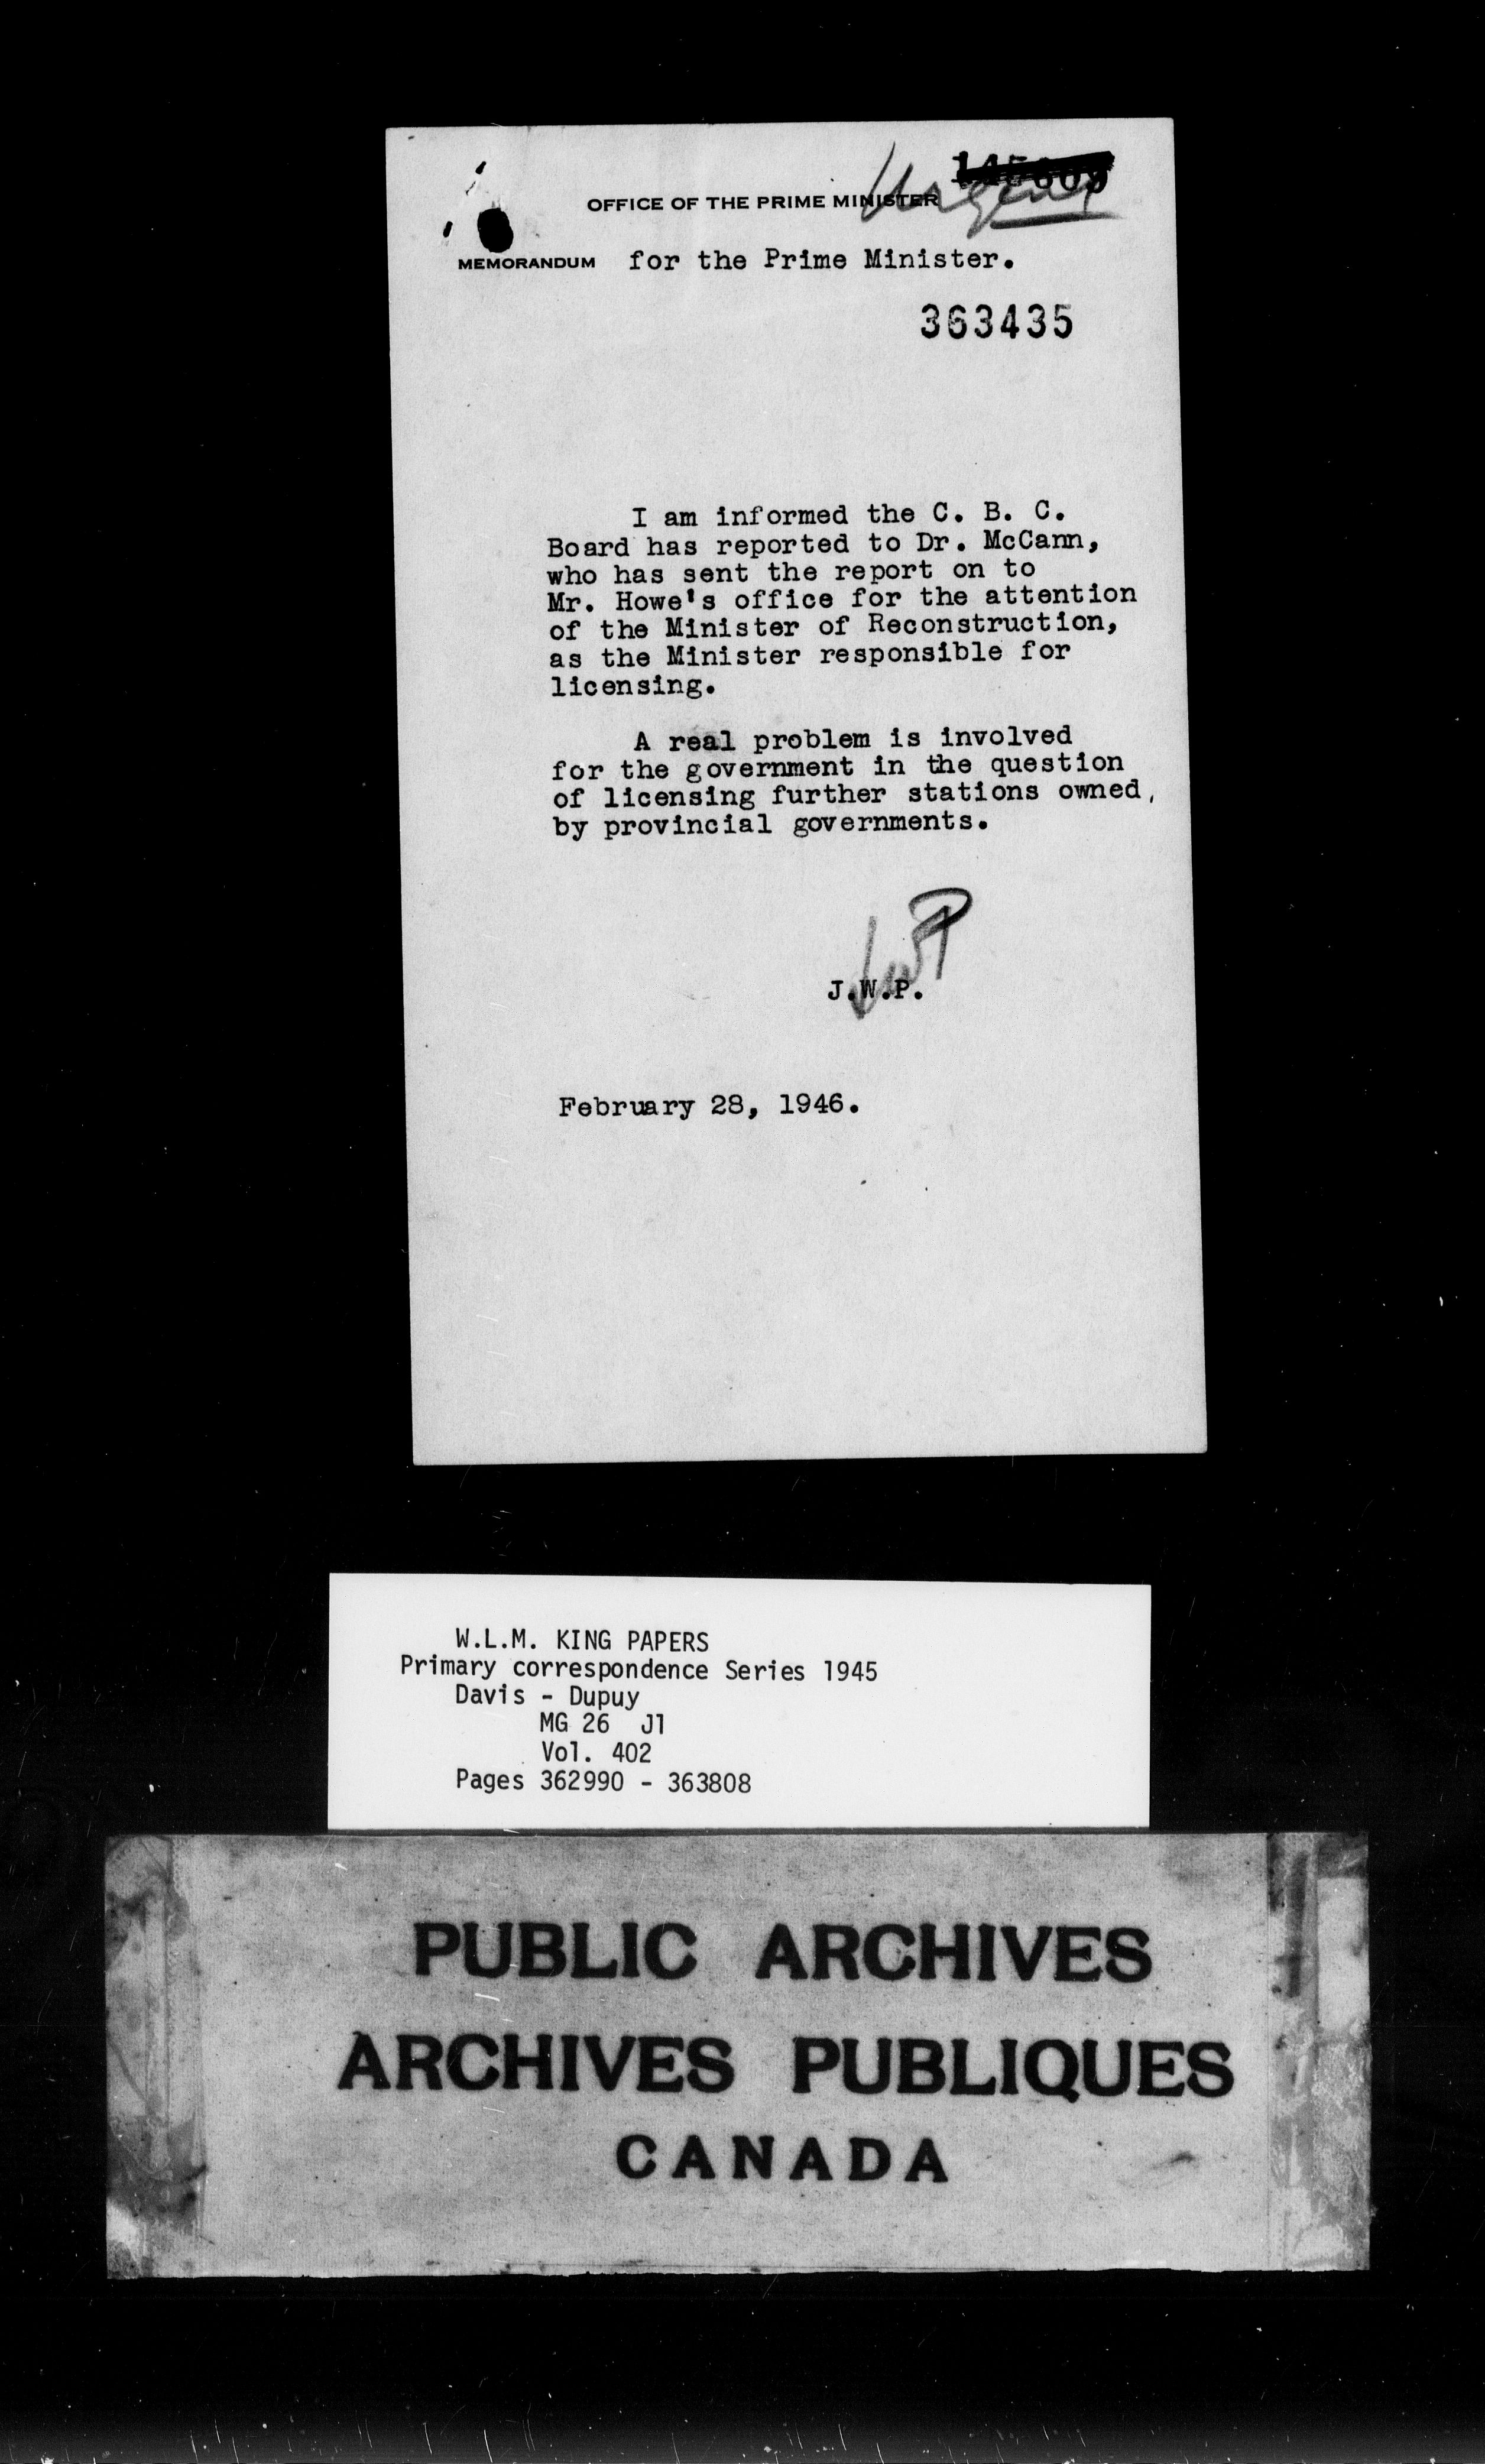 Urgent
OFFICE OF THE PRIME MINISTER
MEMORANDUM for the Prime Minister.
363435
I am informed the C. B. C.
Board has reported to Dr. McCann,
who has sent the report on to
Mr. Howe's office for the attention
of the Minister of Reconstruction,
as the Minister responsible for
licensing.
A real problem is involved
for the government in the question
of licensing further stations owned,
by provincial governments.
JWP
J.W.P.
February 28, 1946.
W.L.M. KING PAPERS
Primary correspondence Series 1945
Davis - Dupuy
MG 26 J1
Vol. 402
Pages 362990 - 363808
PUBLIC ARCHIVES
ARCHIVES PUBLIQUES
CANADA